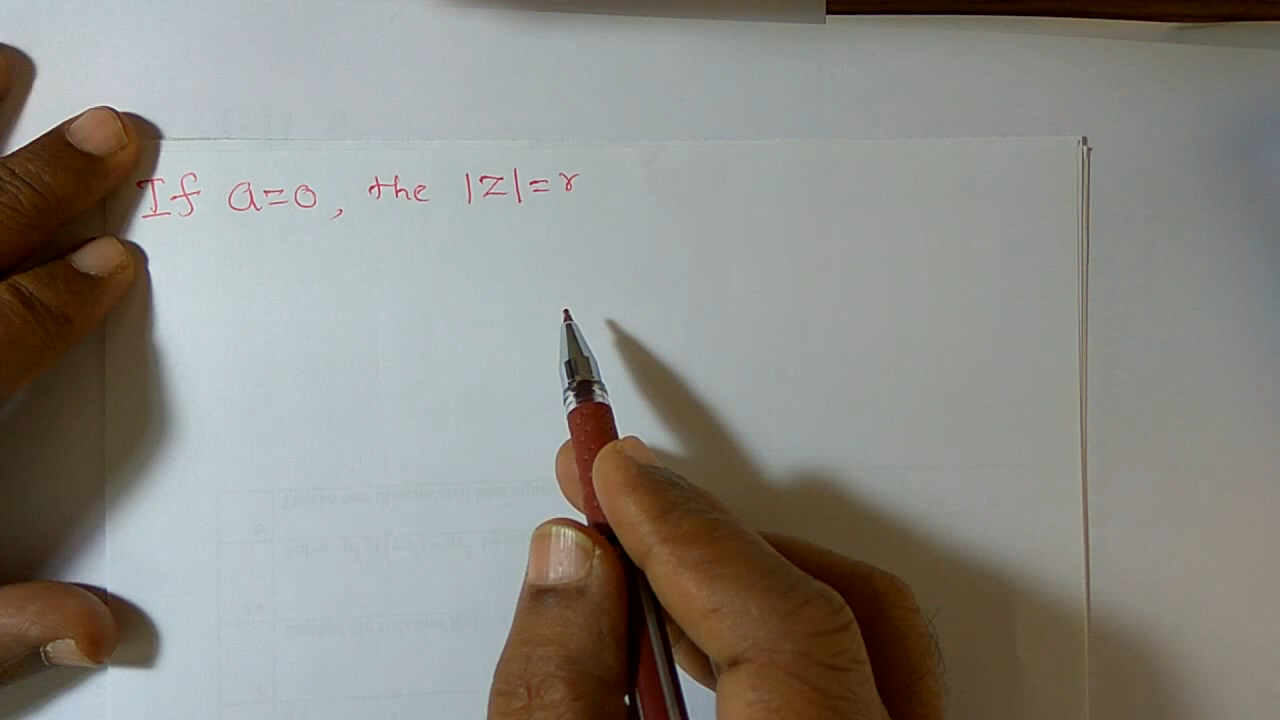 If a=0, the |z|=r